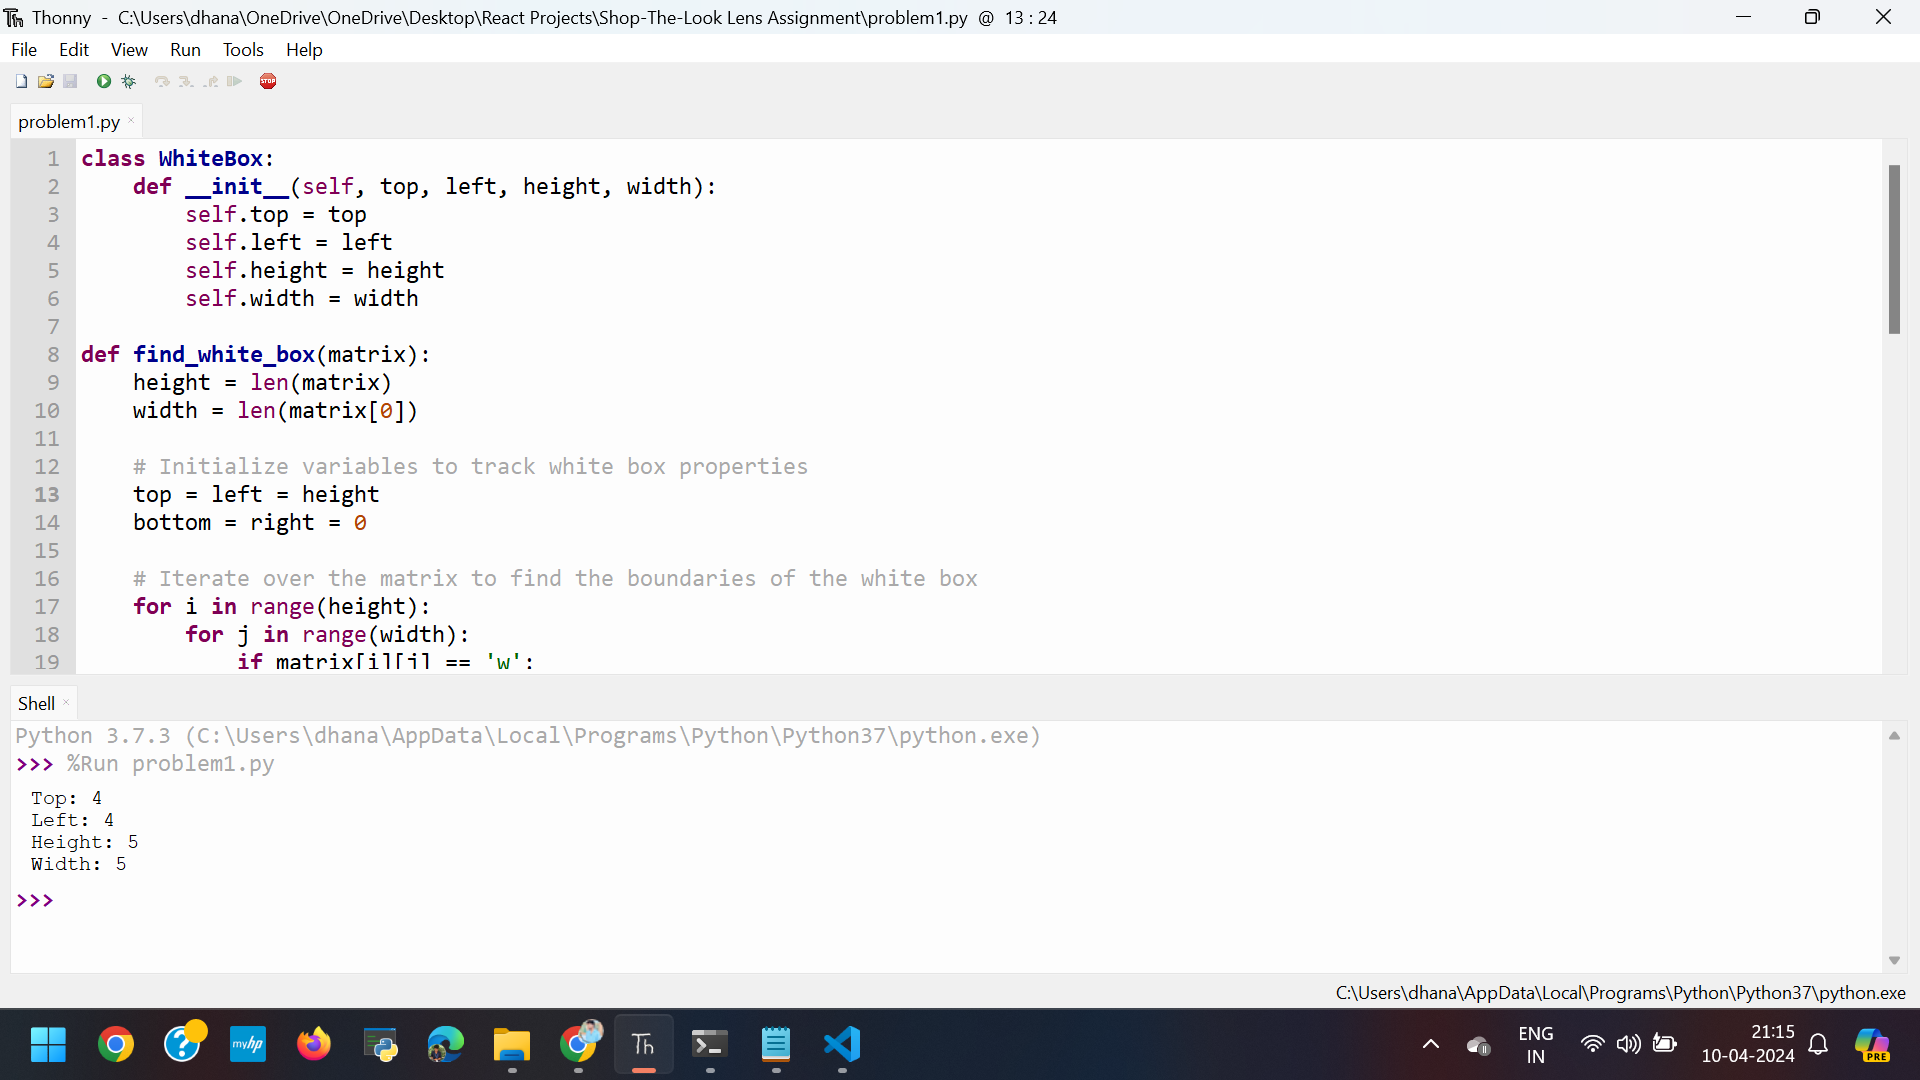 Thonny - C:\Users\dhana\OneDrive\OneDrive\Desktop\React Projects\Shop-The-Look Lens Assignment\problem1.py @ 13 : 24
File Edit View Run Tools Help
STOP
problem1.py
1 class WhiteBox:
2     def __init__(self, top, left, height, width):
3         self.top = top
4         self.left = left
5         self.height = height
6         self.width = width
7
8 def find_white_box(matrix):
9     height = len(matrix)
10     width = len(matrix[0])
11
12     # Initialize variables to track white box properties
13     top = left = height
14     bottom = right = 0
15
16     # Iterate over the matrix to find the boundaries of the white box
17     for i in range(height):
18         for j in range(width):
19             if matrix[i][j] == 'w':
Shell
Python 3.7.3 (C:\Users\dhana\AppData\Local\Programs\Python\Python37\python.exe)
>>> %Run problem1.py
Top: 4
Left: 4
Height: 5
Width: 5
>>>
C:\Users\dhana\AppData\Local\Programs\Python\Python37\python.exe
myhp
Th
ENG
IN
21:15
10-04-2024
PRE